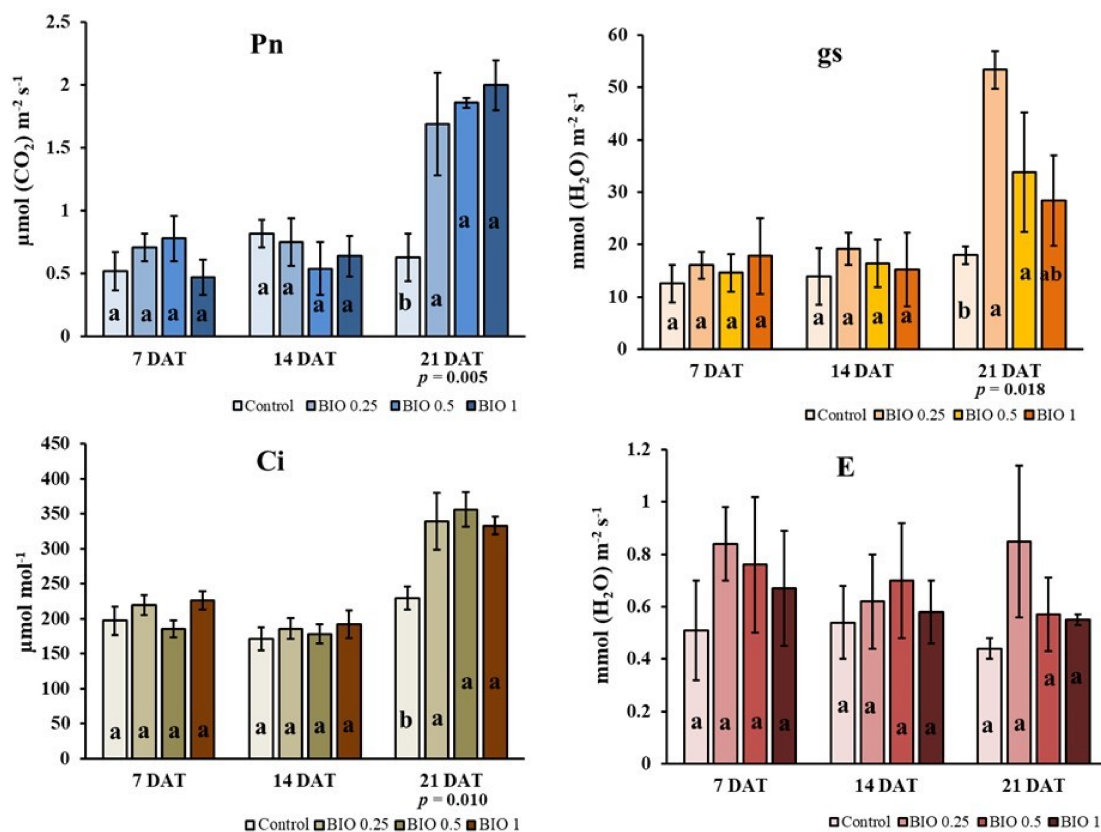 Pn
µmol (CO₂) m⁻² s⁻¹
2.5
2
1.5
1
0.5
0
a a a a
a a a a
b a a a
7 DAT 14 DAT 21 DAT
p = 0.005
Control BIO 0.25 BIO 0.5 BIO 1
gs
mmol (H₂O) m⁻² s⁻¹
60
50
40
30
20
10
0
a a a a
a a a a
b a a ab
7 DAT 14 DAT 21 DAT
p = 0.018
Control BIO 0.25 BIO 0.5 BIO 1
Ci
µmol mol⁻¹
450
400
350
300
250
200
150
100
50
0
a a a a
a a a a
b a a a
7 DAT 14 DAT 21 DAT
p = 0.010
Control BIO 0.25 BIO 0.5 BIO 1
E
mmol (H₂O) m⁻² s⁻¹
1.2
1
0.8
0.6
0.4
0.2
0
a a a a
a a a a
a a a a
7 DAT 14 DAT 21 DAT
Control BIO 0.25 BIO 0.5 BIO 1